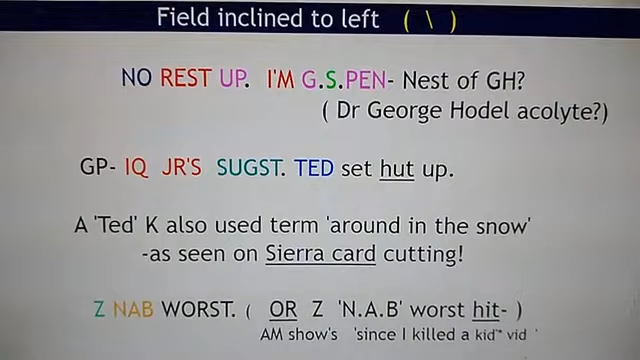 Field inclined to left ( \ )
NO REST UP. I'M G.S.PEN- Nest of GH?
( Dr George Hodel acolyte?)
GP- IQ JR'S SUGST. TED set hut up.
A 'Ted' K also used term 'around in the snow'
-as seen on Sierra card cutting!
Z NAB WORST. ( OR Z 'N.A.B' worst hit- )
AM show's 'since I killed a kid'" vid '